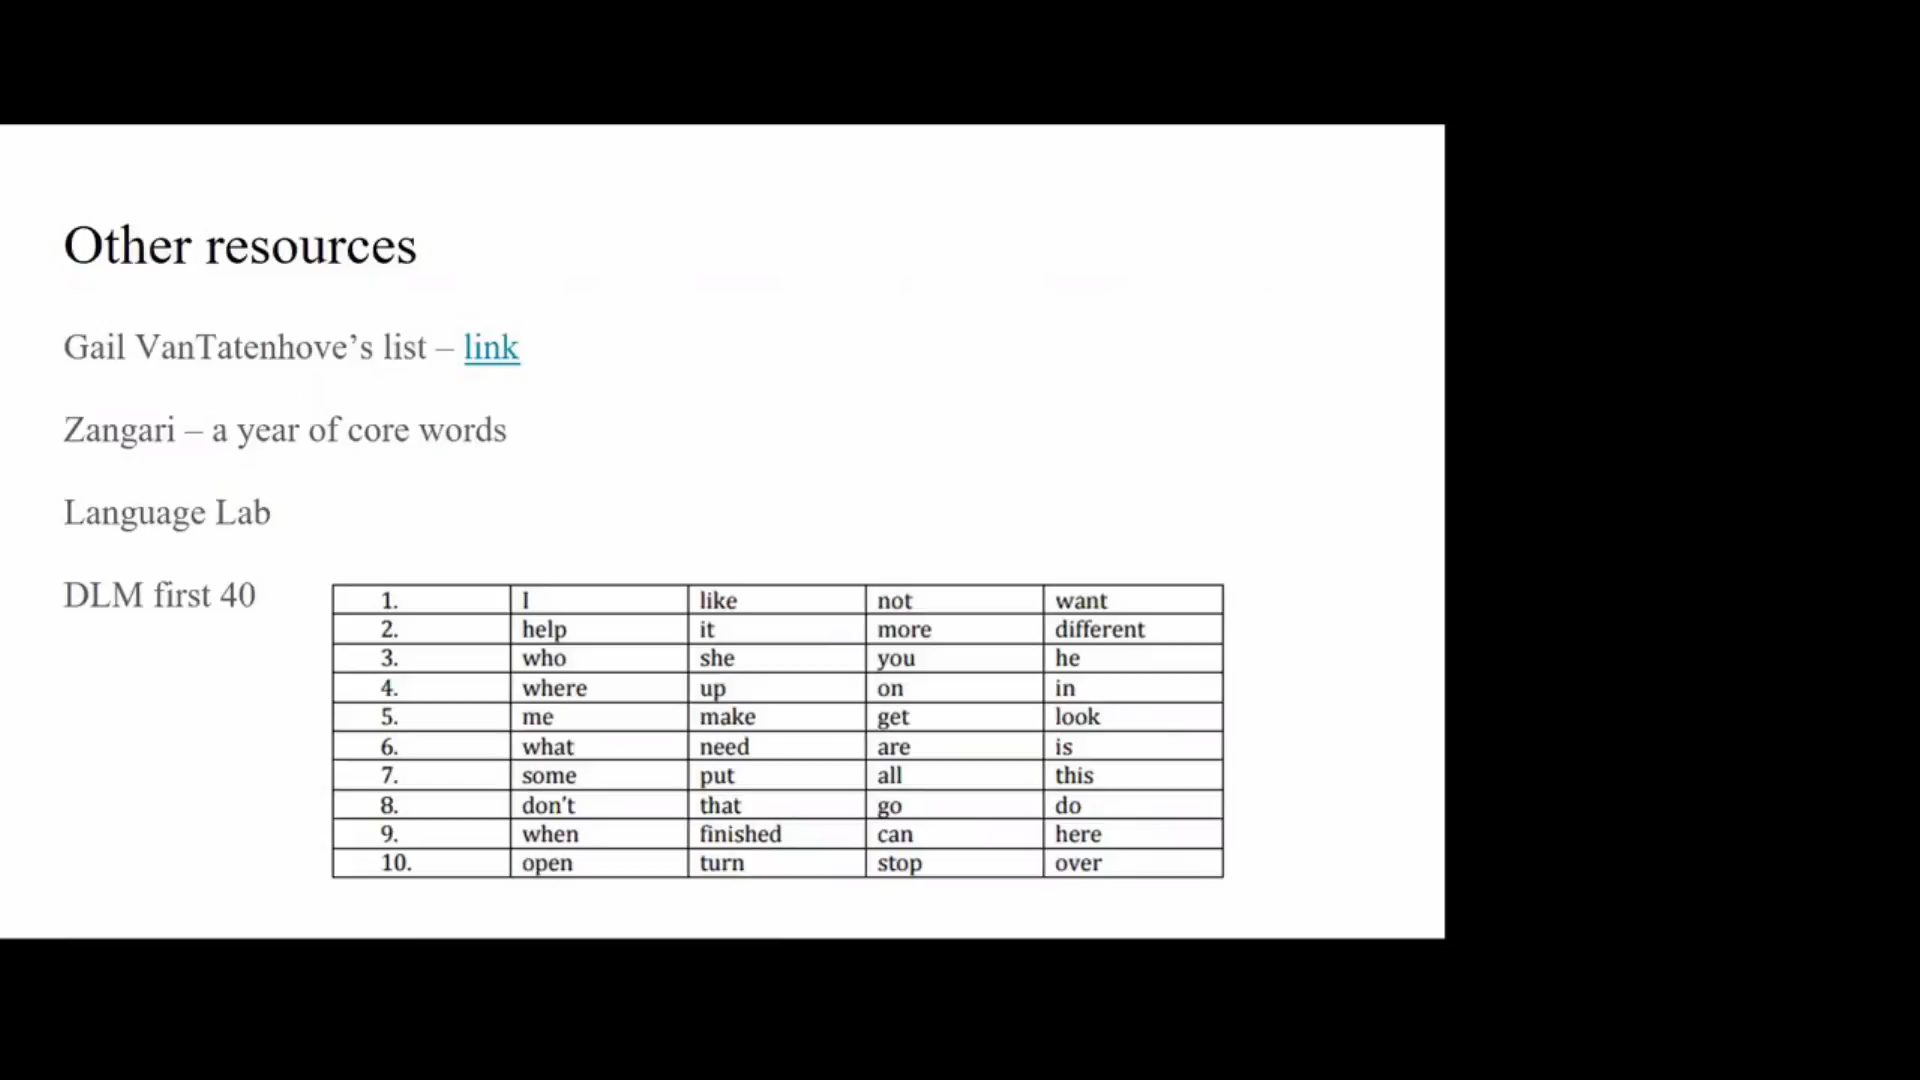 Other resources
Gail VanTatenhove’s list – link
Zangari – a year of core words
Language Lab
DLM first 40
1. I like not want
2. help it more different
3. who she you he
4. where up on in
5. me make get look
6. what need are is
7. some put all this
8. don't that go do
9. when finished can here
10. open turn stop over